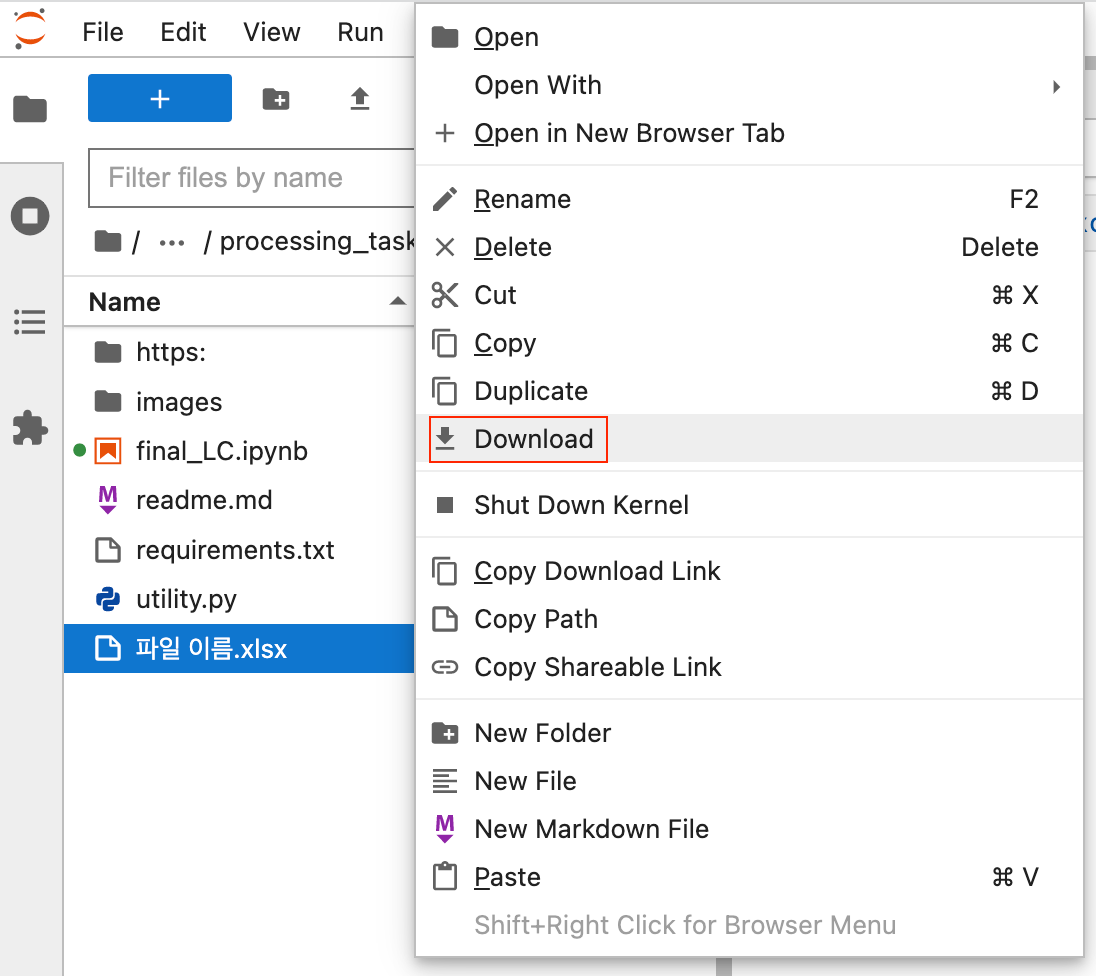 File Edit View Run
Filter files by name
/ ... / processing_task
Name
https:
images
final_LC.ipynb
readme.md
requirements.txt
utility.py
파일 이름.xlsx
Open
Open With
Open in New Browser Tab
Rename F2
Delete Delete
Cut ⌘ X
Copy ⌘ C
Duplicate ⌘ D
Download
Shut Down Kernel
Copy Download Link
Copy Path
Copy Shareable Link
New Folder
New File
New Markdown File
Paste ⌘ V
Shift+Right Click for Browser Menu